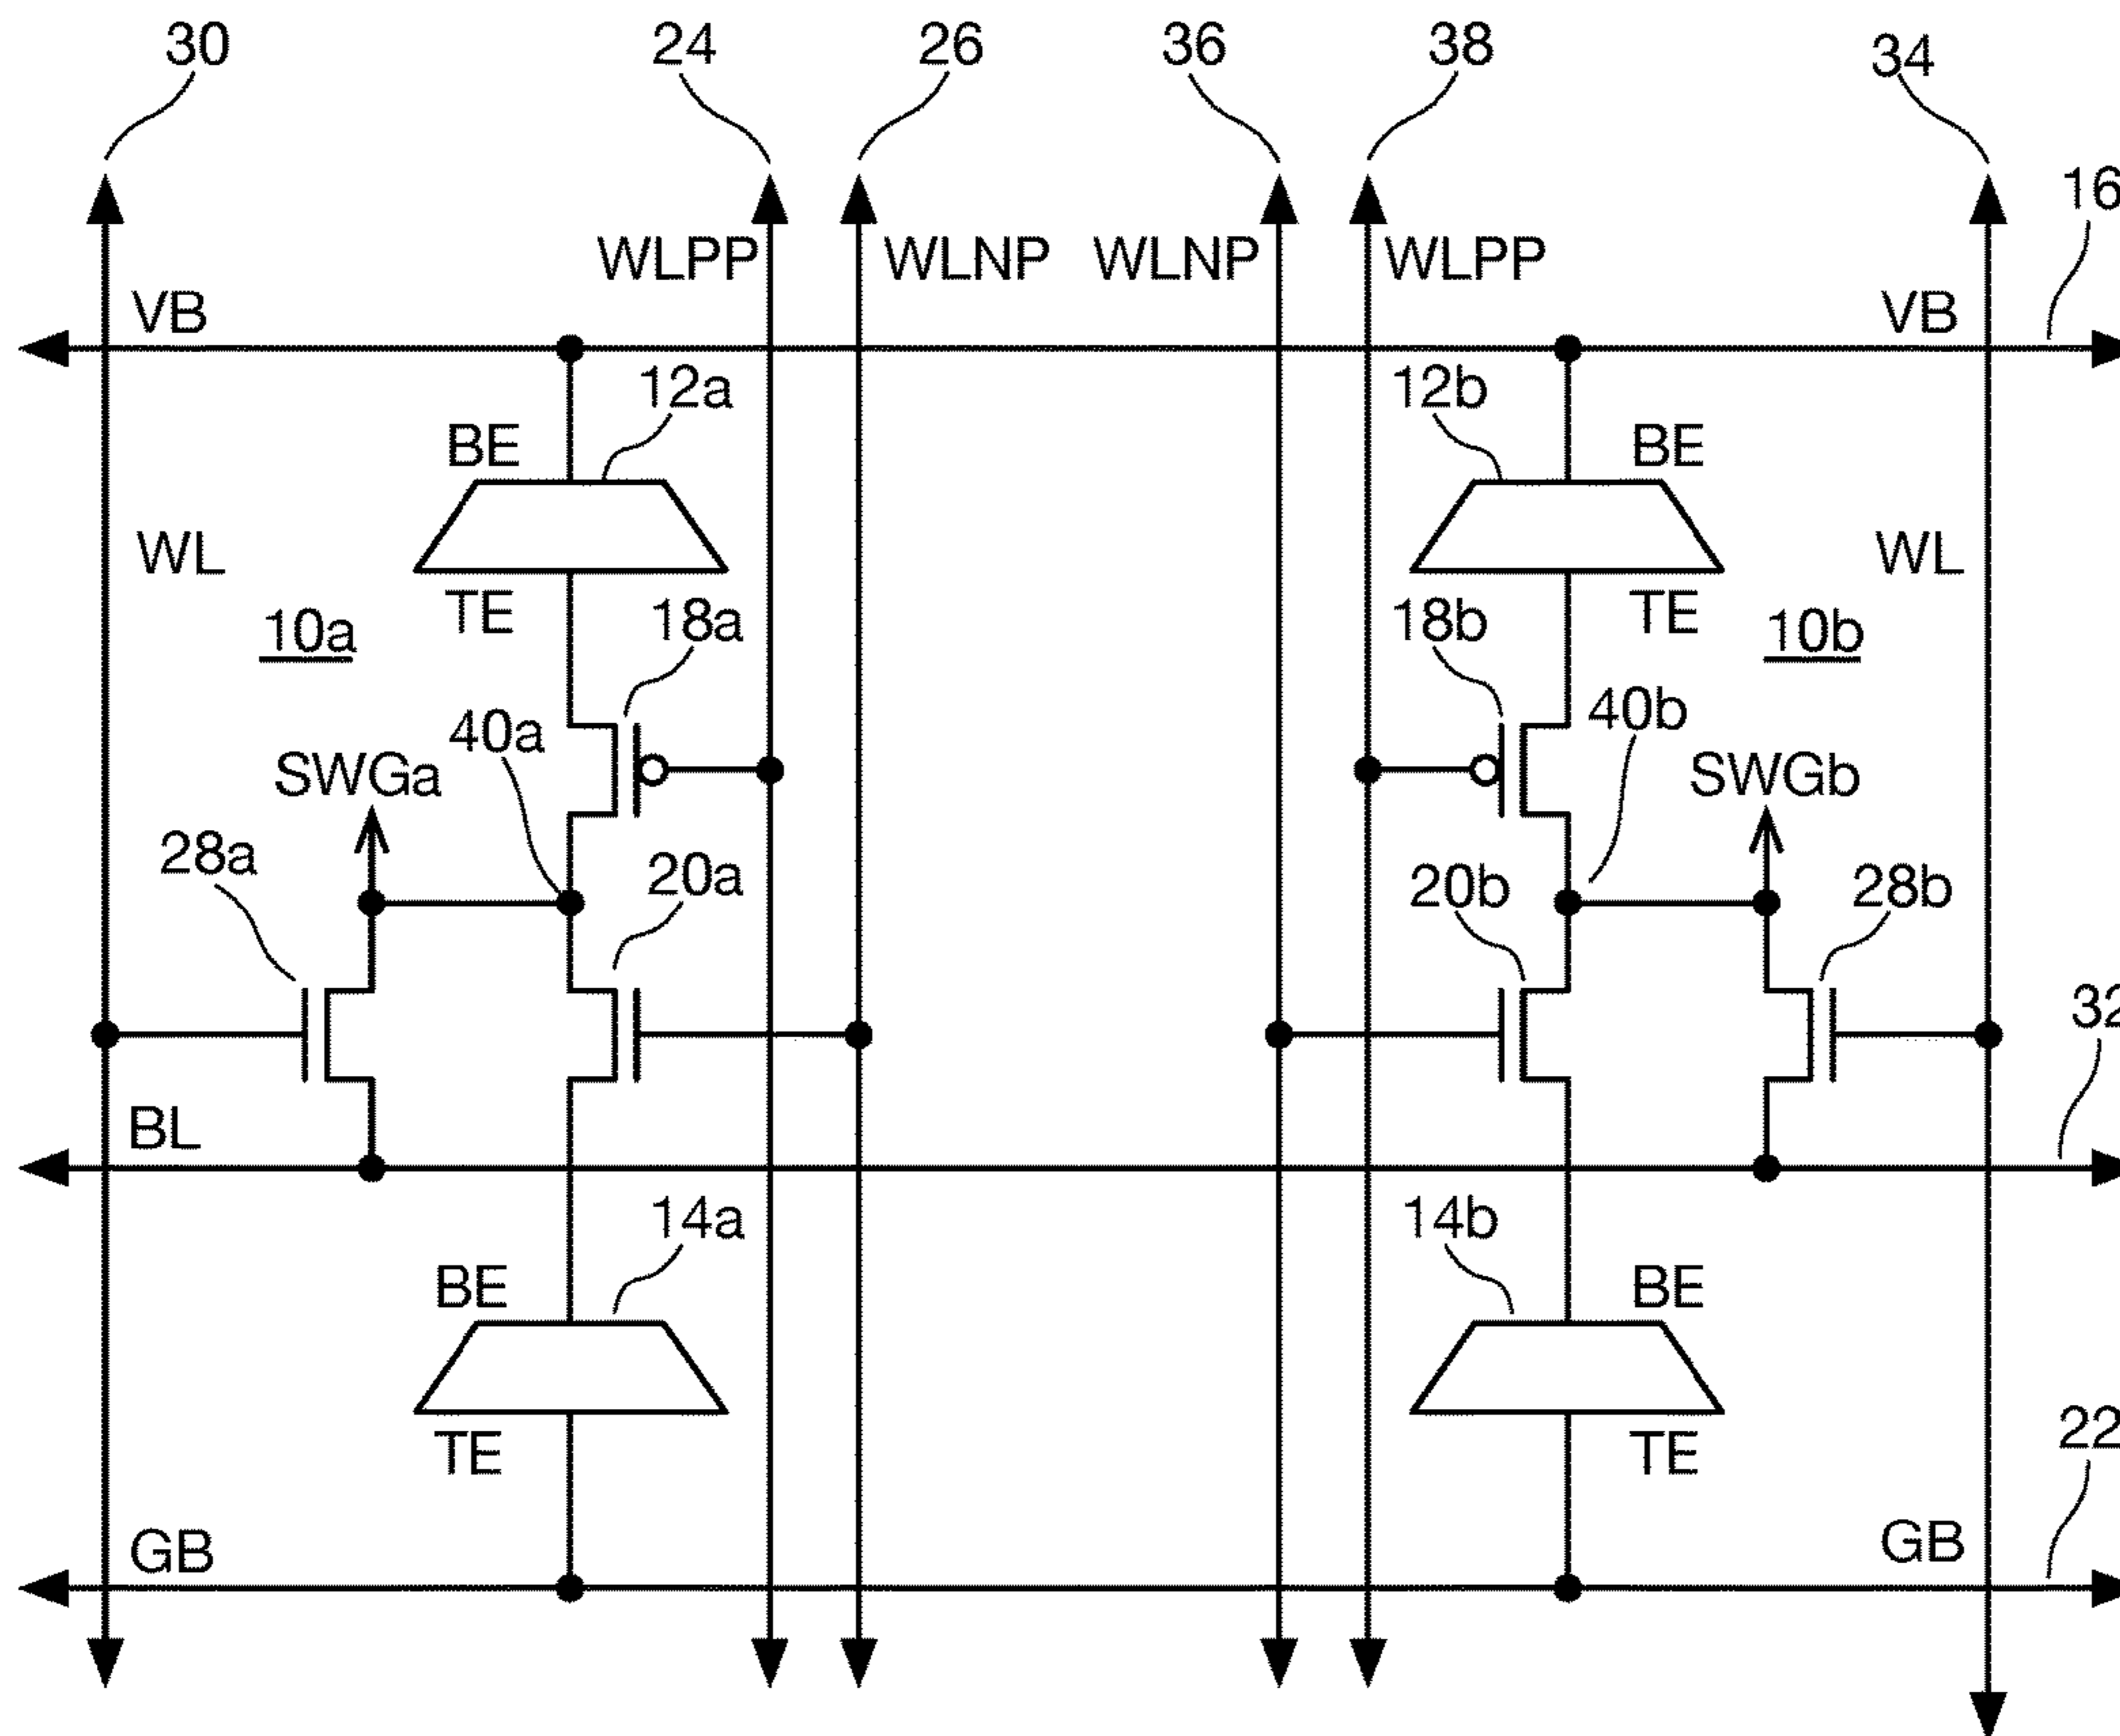 30 24 26 36 38 34
16
WLPP WLNP WLNP WLPP
VB VB
12a 12b
BE BE
WL WL
TE 18a 18b TE
10a 10b
40a 40b
SWGa SWGb
28a 20a 20b 28b
32
BL
14a 14b
BE BE
22
TE TE
GB GB